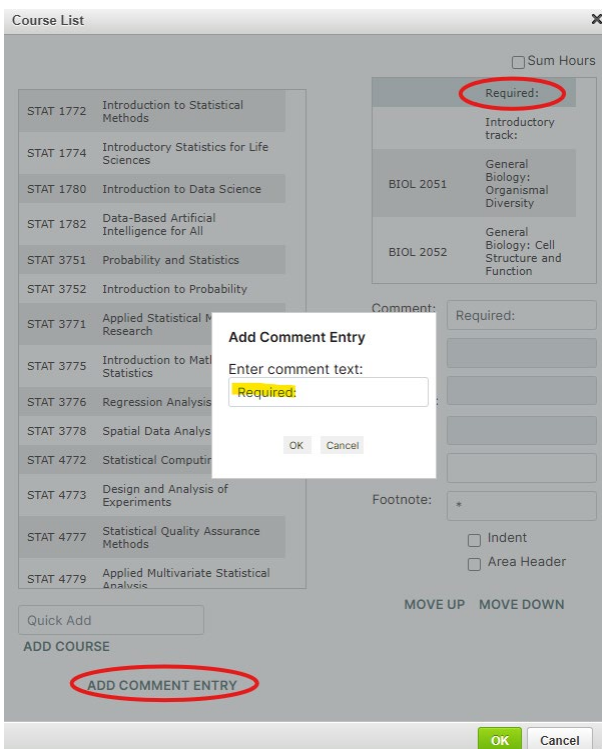 Course List
Sum Hours
STAT 1772 Introduction to Statistical
Methods
STAT 1774 Introductory Statistics for Life
Sciences
STAT 1780 Introduction to Data Science
STAT 1782 Data-Based Artificial
Intelligence for All
STAT 3751 Probability and Statistics
STAT 3752 Introduction to Probability
STAT 3771 Applied Statistical
Research
STAT 3775 Introduction to
Statistics
STAT 3776 Regression Analysis
STAT 3778 Spatial Data
STAT 4772 Statistical
STAT 4773 Design and Analysis of
Experiments
STAT 4777 Statistical Quality Assurance
Methods
STAT 4779 Applied Multivariate Statistical
Analysis
Quick Add
ADD COURSE
ADD COMMENT ENTRY
Required:
Introductory
track:
BIOL 2051 General
Biology:
Organismal
Diversity
BIOL 2052 General
Biology: Cell
Structure and
Function
Comment: Required:
Footnote: *
Indent
Area Header
MOVE UP MOVE DOWN
Add Comment Entry
Enter comment text:
Required:
OK Cancel
OK Cancel